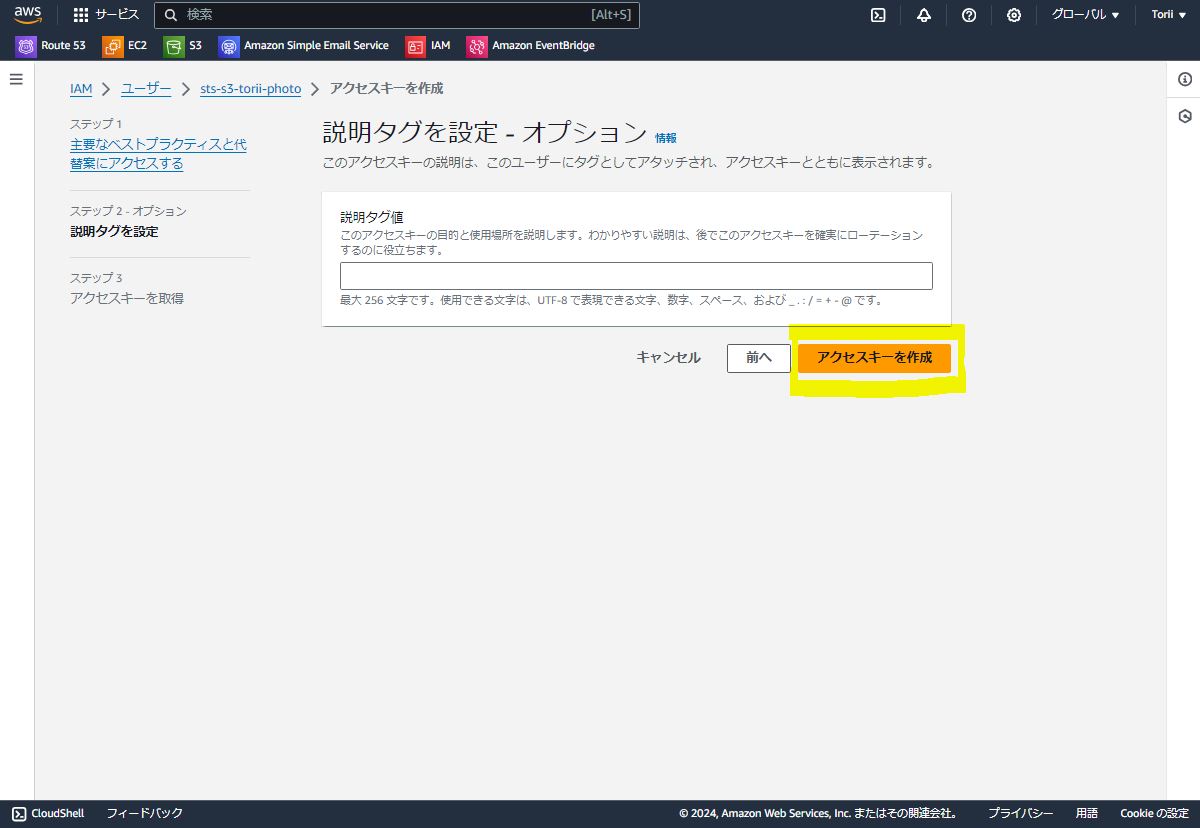 aws サービス 検索 [Alt+S] グローバル Torii
Route 53 EC2 S3 Amazon Simple Email Service IAM Amazon EventBridge
IAM ユーザー sts-s3-torii-photo アクセスキーを作成
ステップ 1
主要なベストプラクティスと代
替案にアクセスする
ステップ 2 - オプション
説明タグを設定
ステップ 3
アクセスキーを取得
説明タグを設定 - オプション 情報
このアクセスキーの説明は、このユーザーにタグとしてアタッチされ、アクセスキーとともに表示されます。
説明タグ値
このアクセスキーの目的と使用場所を説明します。わかりやすい説明は、後でこのアクセスキーを確実にローテーション
するのに役立ちます。
最大 256 文字です。使用できる文字は、UTF-8 で表現できる文字、数字、スペース、および _ . : / = + - @ です。
キャンセル 前へ アクセスキーを作成
CloudShell フィードバック © 2024, Amazon Web Services, Inc. またはその関連会社。 プライバシー 用語 Cookie の設定